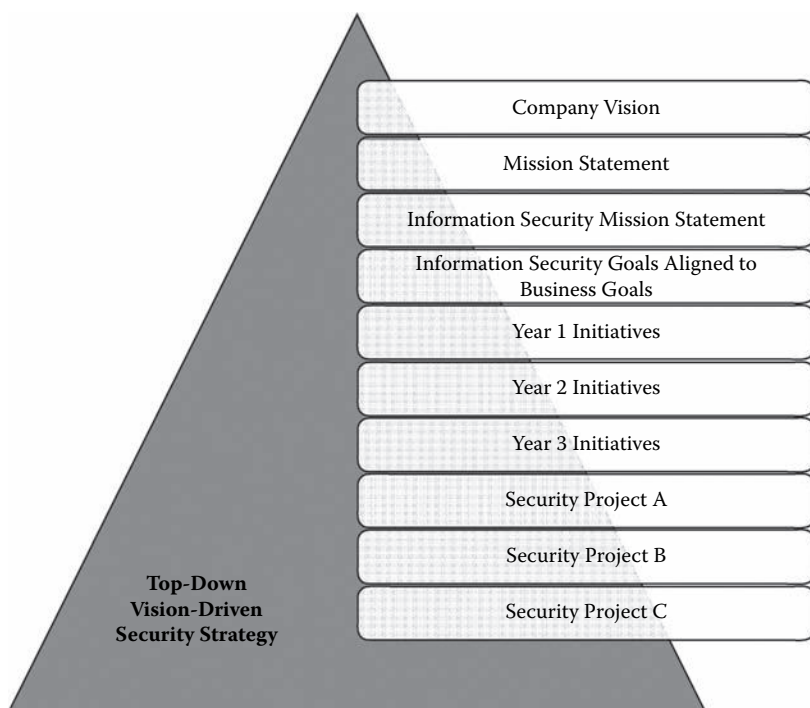 Company Vision
Mission Statement
Information Security Mission Statement
Information Security Goals Aligned to
Business Goals
Year 1 Initiatives
Year 2 Initiatives
Year 3 Initiatives
Security Project A
Security Project B
Security Project C
Top-Down
Vision-Driven
Security Strategy